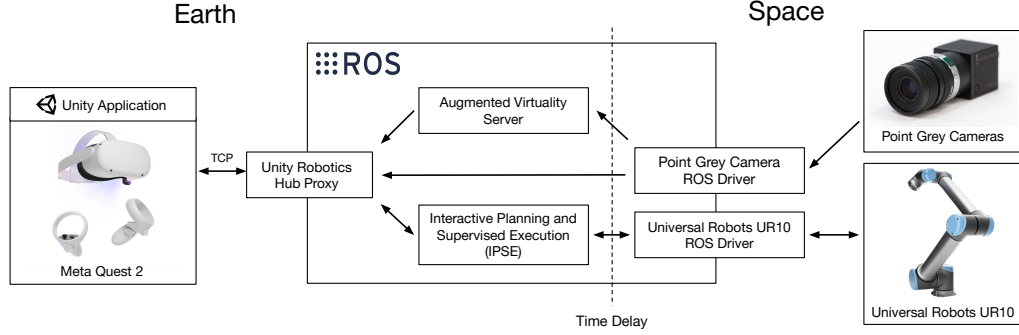 Earth
Space
ROS
Unity Application
Meta Quest 2
TCP
Unity Robotics
Hub Proxy
Augmented Virtuality
Server
Interactive Planning and
Supervised Execution
(IPSE)
Point Grey Camera
ROS Driver
Universal Robots UR10
ROS Driver
Point Grey Cameras
Universal Robots UR10
Time Delay